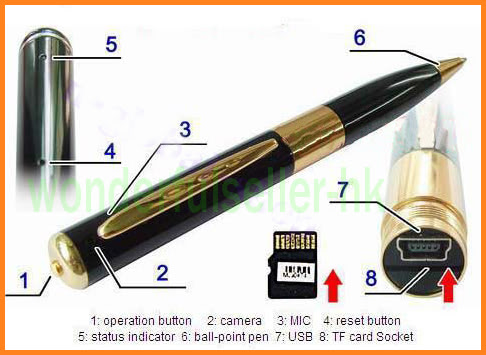 5
6
3
4
wonderfulseller-hk
7
2
8
1
1: operation button 2: camera 3: MIC 4: reset button
5: status indicator 6: ball-point pen 7: USB 8: TF card Socket